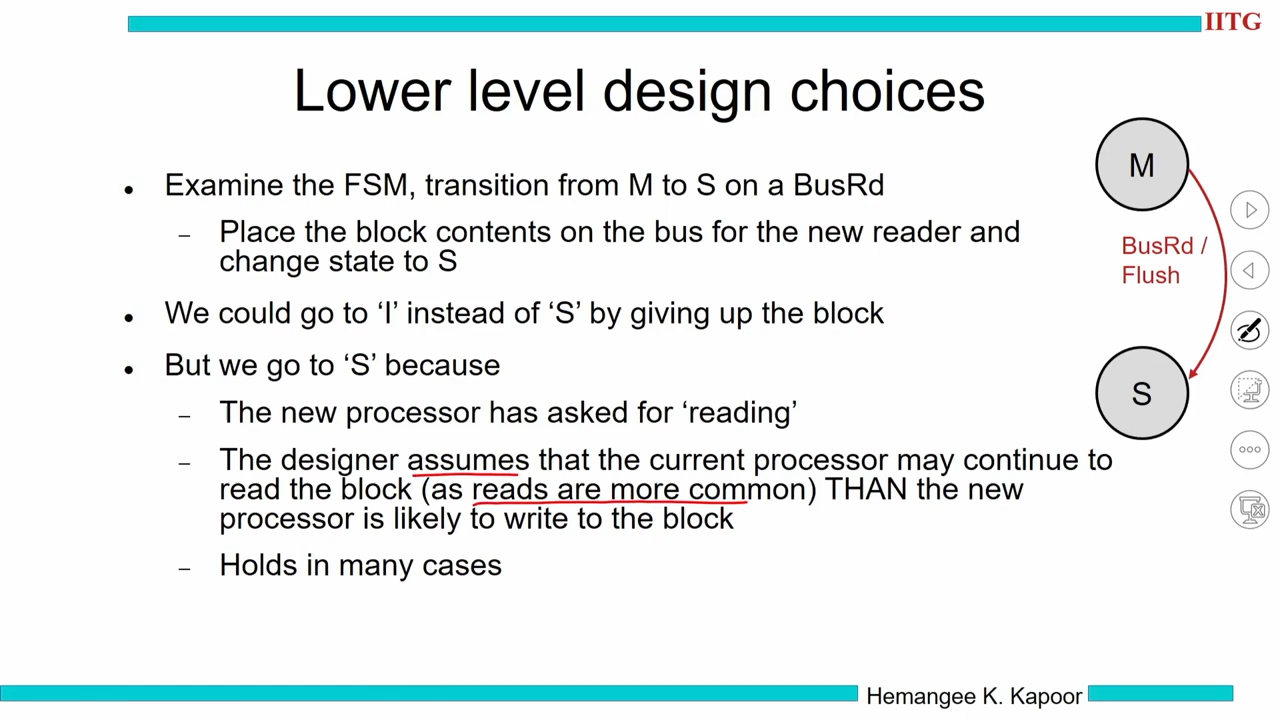 IITG
Lower level design choices
• Examine the FSM, transition from M to S on a BusRd
– Place the block contents on the bus for the new reader and
change state to S
• We could go to ‘I’ instead of ‘S’ by giving up the block
• But we go to ‘S’ because
– The new processor has asked for ‘reading’
– The designer assumes that the current processor may continue to
read the block (as reads are more common) THAN the new
processor is likely to write to the block
– Holds in many cases
M
BusRd /
Flush
S
Hemangee K. Kapoor